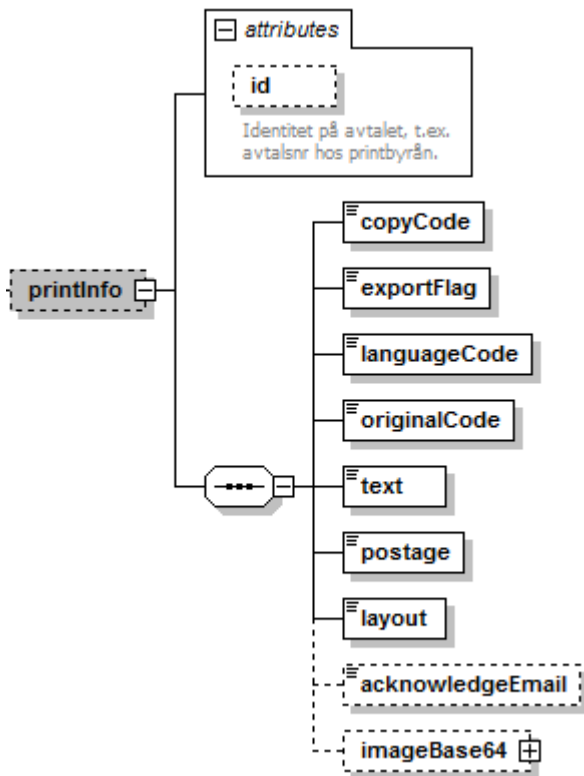 attributes
id
Identitet på avtalet, t.ex.
avtalsnr hos printbyrån.
printInfo
copyCode
exportFlag
languageCode
originalCode
text
postage
layout
acknowledgeEmail
imageBase64